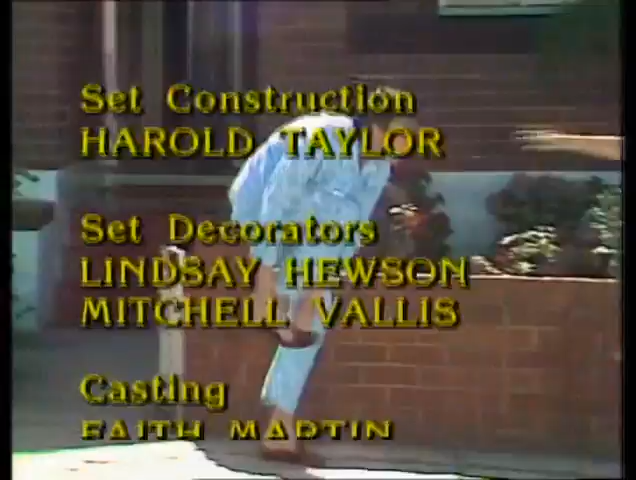 Set Construction
HAROLD TAYLOR
Set Decorators
LINDSAY HEWSON
MITCHELL VALLIS
Casting
FAITH MARTIN